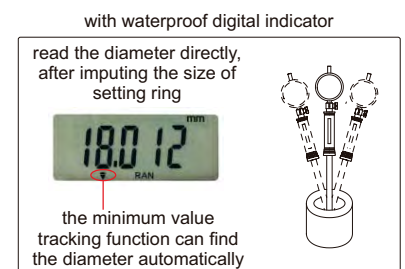 with waterproof digital indicator
read the diameter directly,
after imputing the size of
setting ring
mm
18.012
RAN
the minimum value
tracking function can find
the diameter automatically